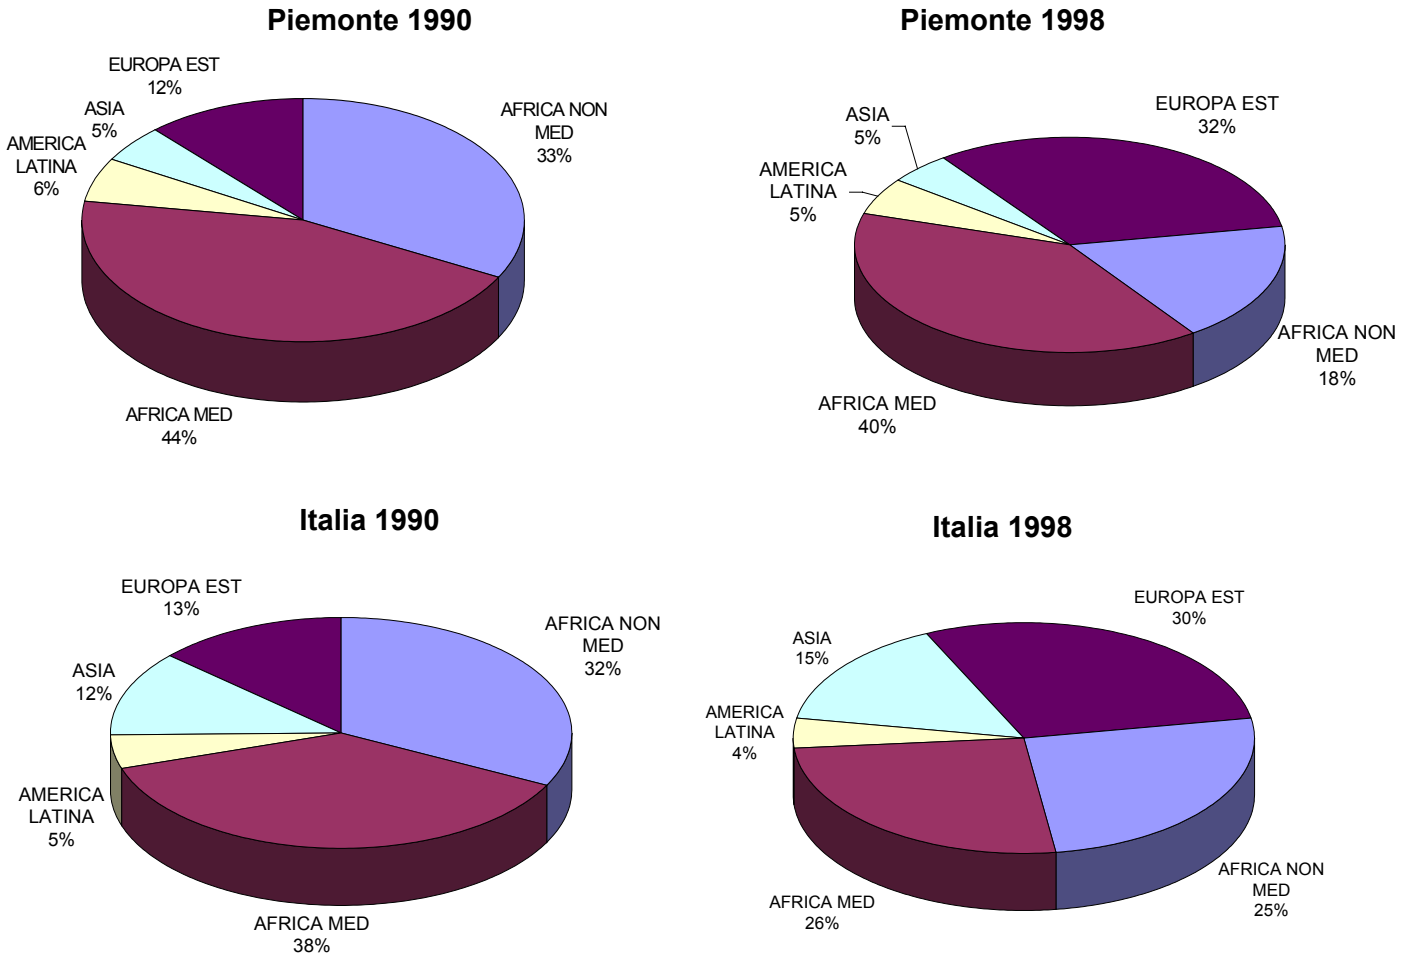 Piemonte 1990
EUROPA EST
12%
ASIA
5%
AMERICA
LATINA
6%
AFRICA NON
MED
33%
AFRICA MED
44%
Piemonte 1998
EUROPA EST
32%
ASIA
5%
AMERICA
LATINA
5%
AFRICA NON
MED
18%
AFRICA MED
40%
Italia 1990
EUROPA EST
13%
AFRICA NON
MED
32%
ASIA
12%
AMERICA
LATINA
5%
AFRICA MED
38%
Italia 1998
EUROPA EST
30%
ASIA
15%
AMERICA
LATINA
4%
AFRICA NON
MED
25%
AFRICA MED
26%